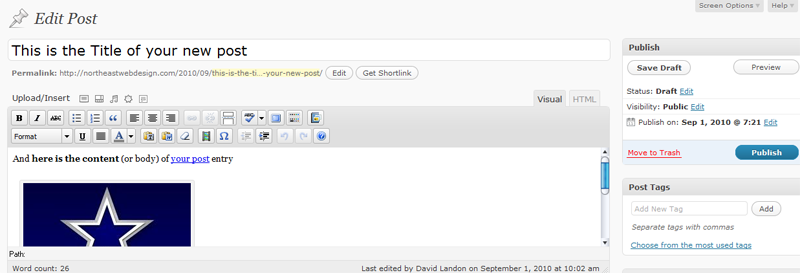 Screen Options Help
Edit Post
This is the Title of your new post
Permalink: http://northeastwebdesign.com/2010/09/this-is-the-ti...-your-new-post/ Edit Get Shortlink
Upload/Insert Visual HTML
B I ABC ABC
Format U A
And here is the content (or body) of your post entry
Path:
Word count: 26 Last edited by David Landon on September 1, 2010 at 10:02 am
Publish
Save Draft Preview
Status: Draft Edit
Visibility: Public Edit
Publish on: Sep 1, 2010 @ 7:21 Edit
Move to Trash Publish
Post Tags
Add New Tag Add
Separate tags with commas
Choose from the most used tags